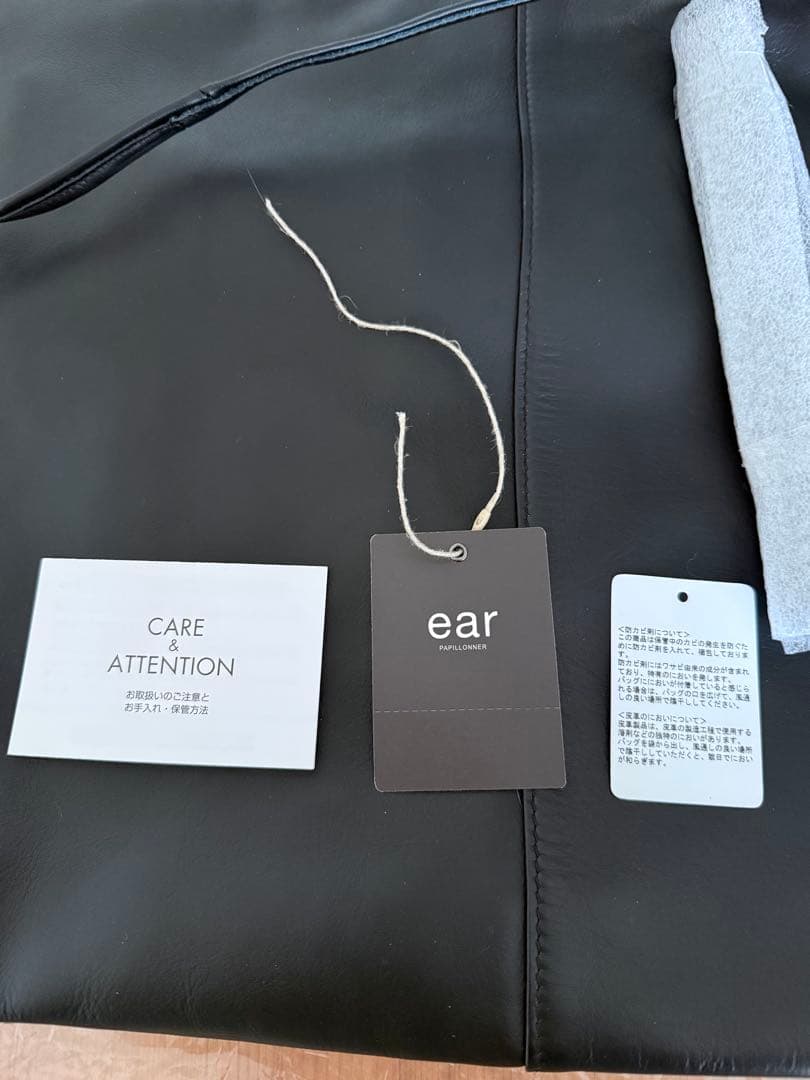 CARE
&
ATTENTION
お取扱いのご注意と
お手入れ・保管方法
ear
PAPILLONNER
<防カビ剤について>
この商品は保管中のカビの発生を防ぐた
めに防カビ剤を入れて、梱包しておりま
す。
防カビ剤にはワサビ由来の成分が含まれ
ており、特有のにおいを発します。
バッグににおいが付着していると感じら
れる場合は、バッグの口を広げて、風通
しの良い場所で陰干ししてください。
<皮革のにおいについて>
皮革製品は、皮革の製造工程で使用する
溶剤などの独特のにおいがあります。
バッグを袋から出し、風通しの良い場所
で陰干ししていただくと、数日でにおい
が和らぎます。